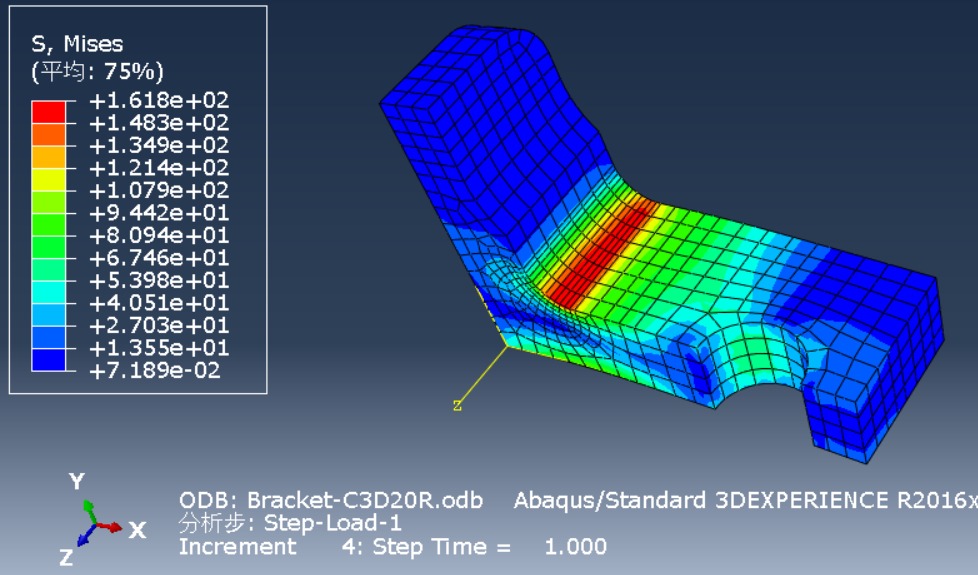 S, Mises
(平均: 75%)
+1.618e+02
+1.483e+02
+1.349e+02
+1.214e+02
+1.079e+02
+9.442e+01
+8.094e+01
+6.746e+01
+5.398e+01
+4.051e+01
+2.703e+01
+1.355e+01
+7.189e-02
Z
Y
X
Z
ODB: Bracket-C3D20R.odb Abaqus/Standard 3DEXPERIENCE R2016x
分析步: Step-Load-1
Increment 4: Step Time = 1.000